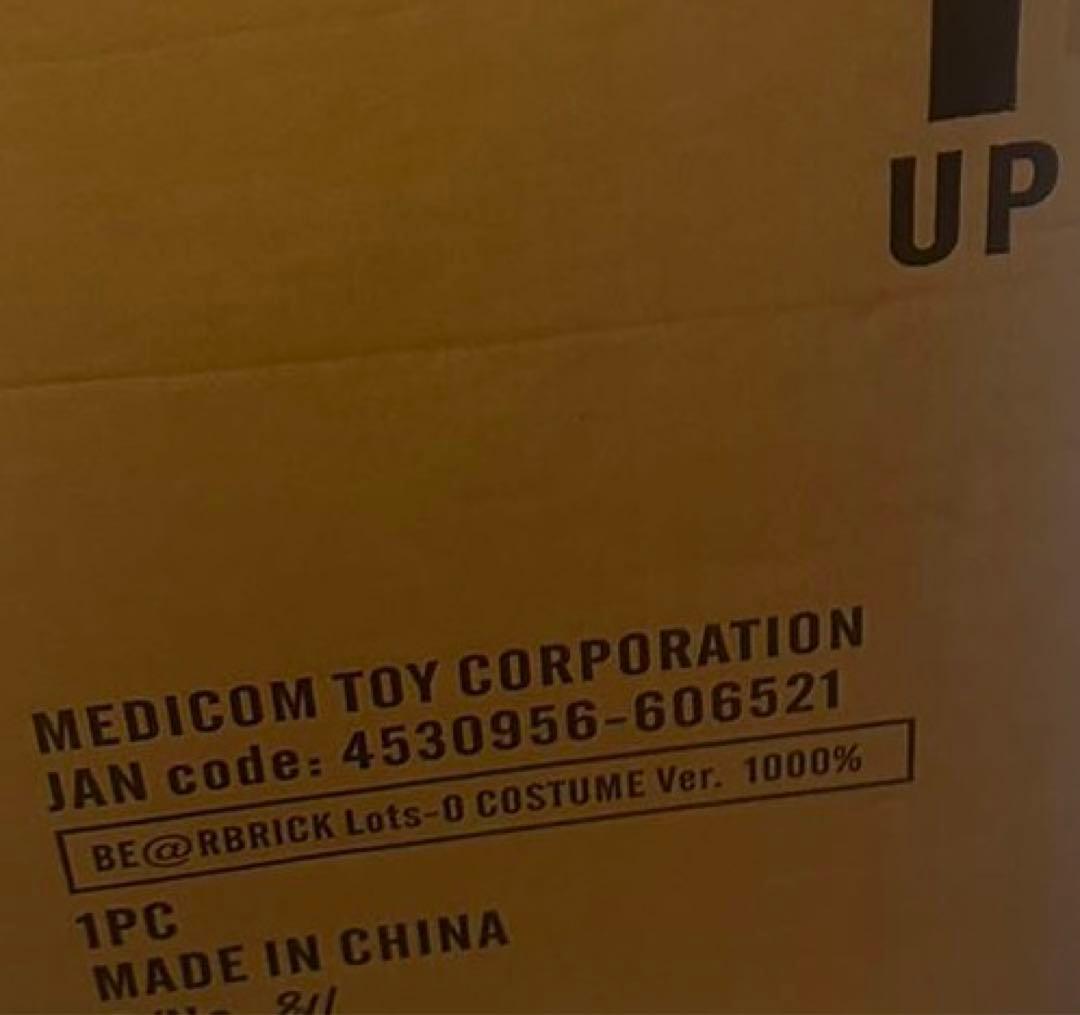 UP
MEDICOM TOY CORPORATION
JAN code: 4530956-606521
BE@RBRICK Lots-0 COSTUME Ver. 1000%
1PC
MADE IN CHINA